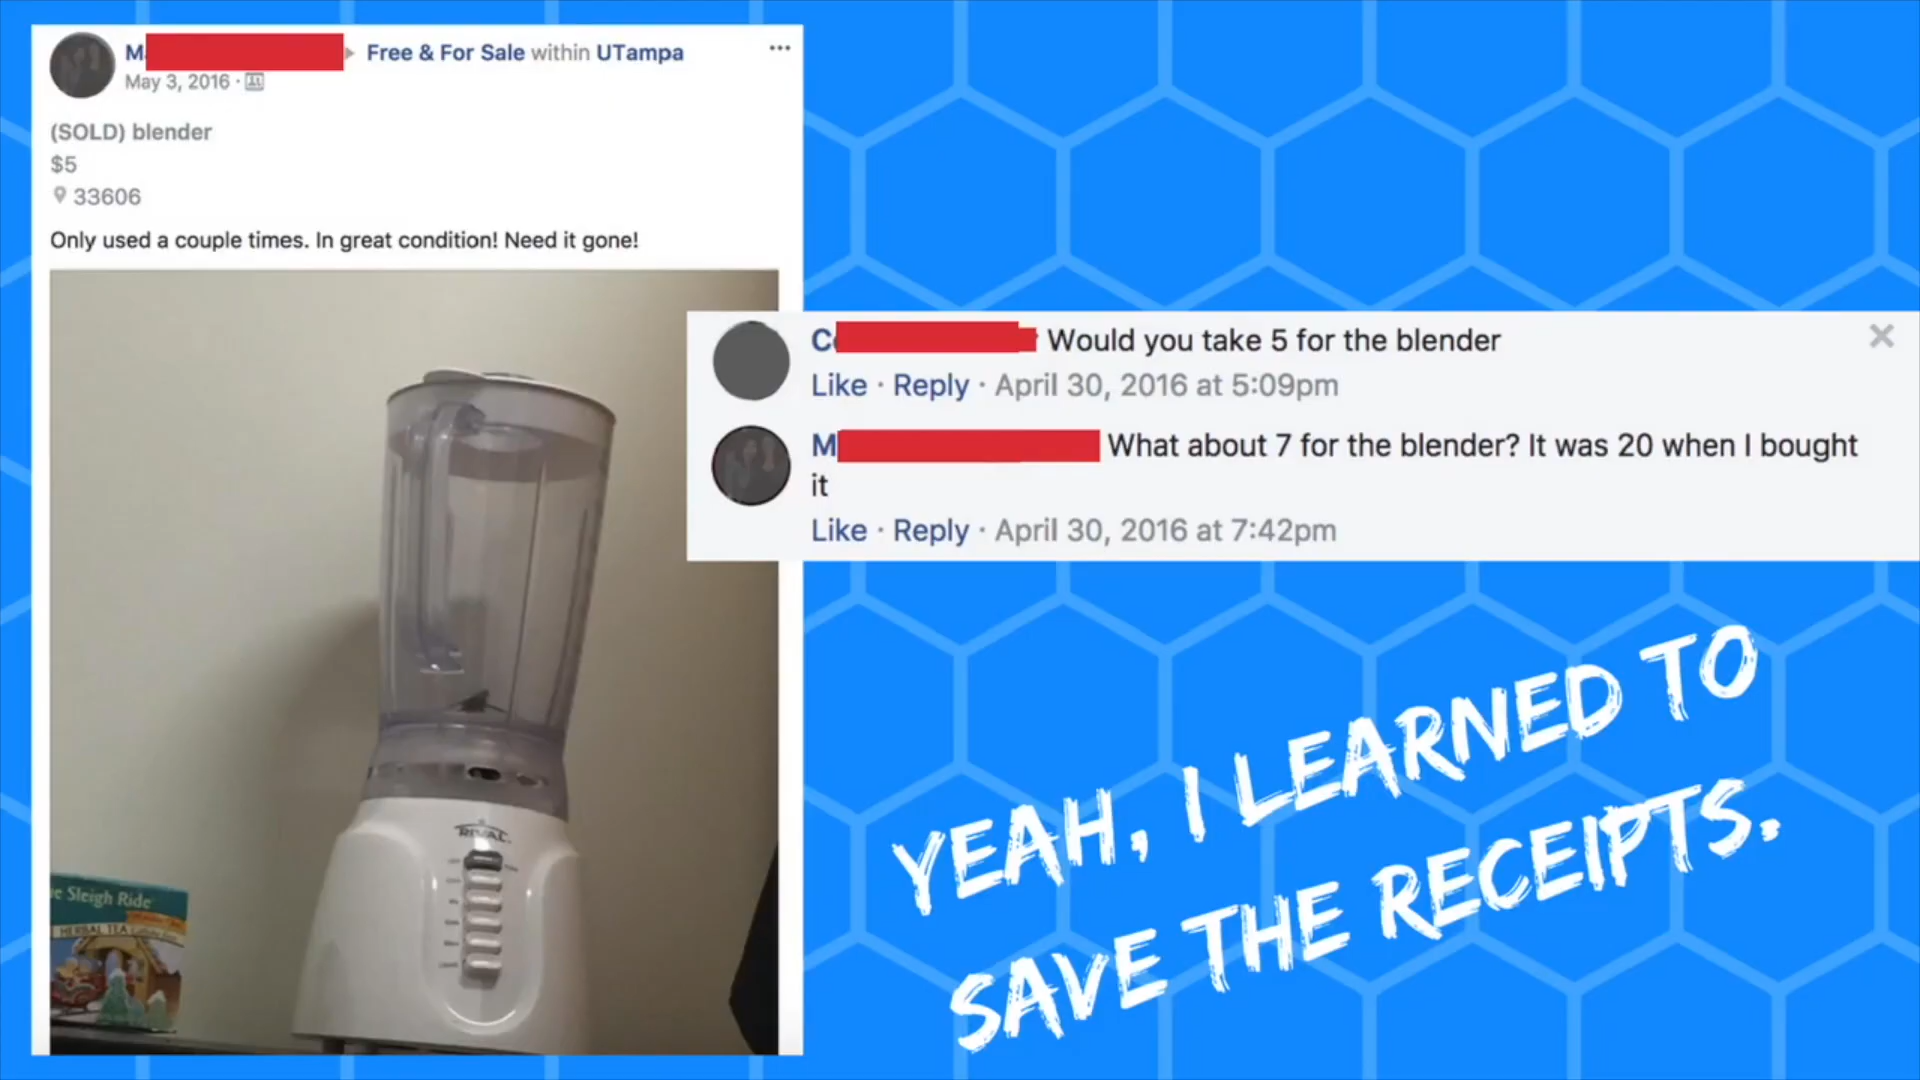 M
Free & For Sale within UTampa
May 3, 2016
(SOLD) blender
$5
33606
Only used a couple times. In great condition! Need it gone!
C Would you take 5 for the blender
Like · Reply · April 30, 2016 at 5:09pm
M What about 7 for the blender? It was 20 when I bought
it
Like · Reply · April 30, 2016 at 7:42pm
RIVAL
Sleigh Ride
HERBAL TEA
YEAH, I LEARNED TO
SAVE THE RECEIPTS.